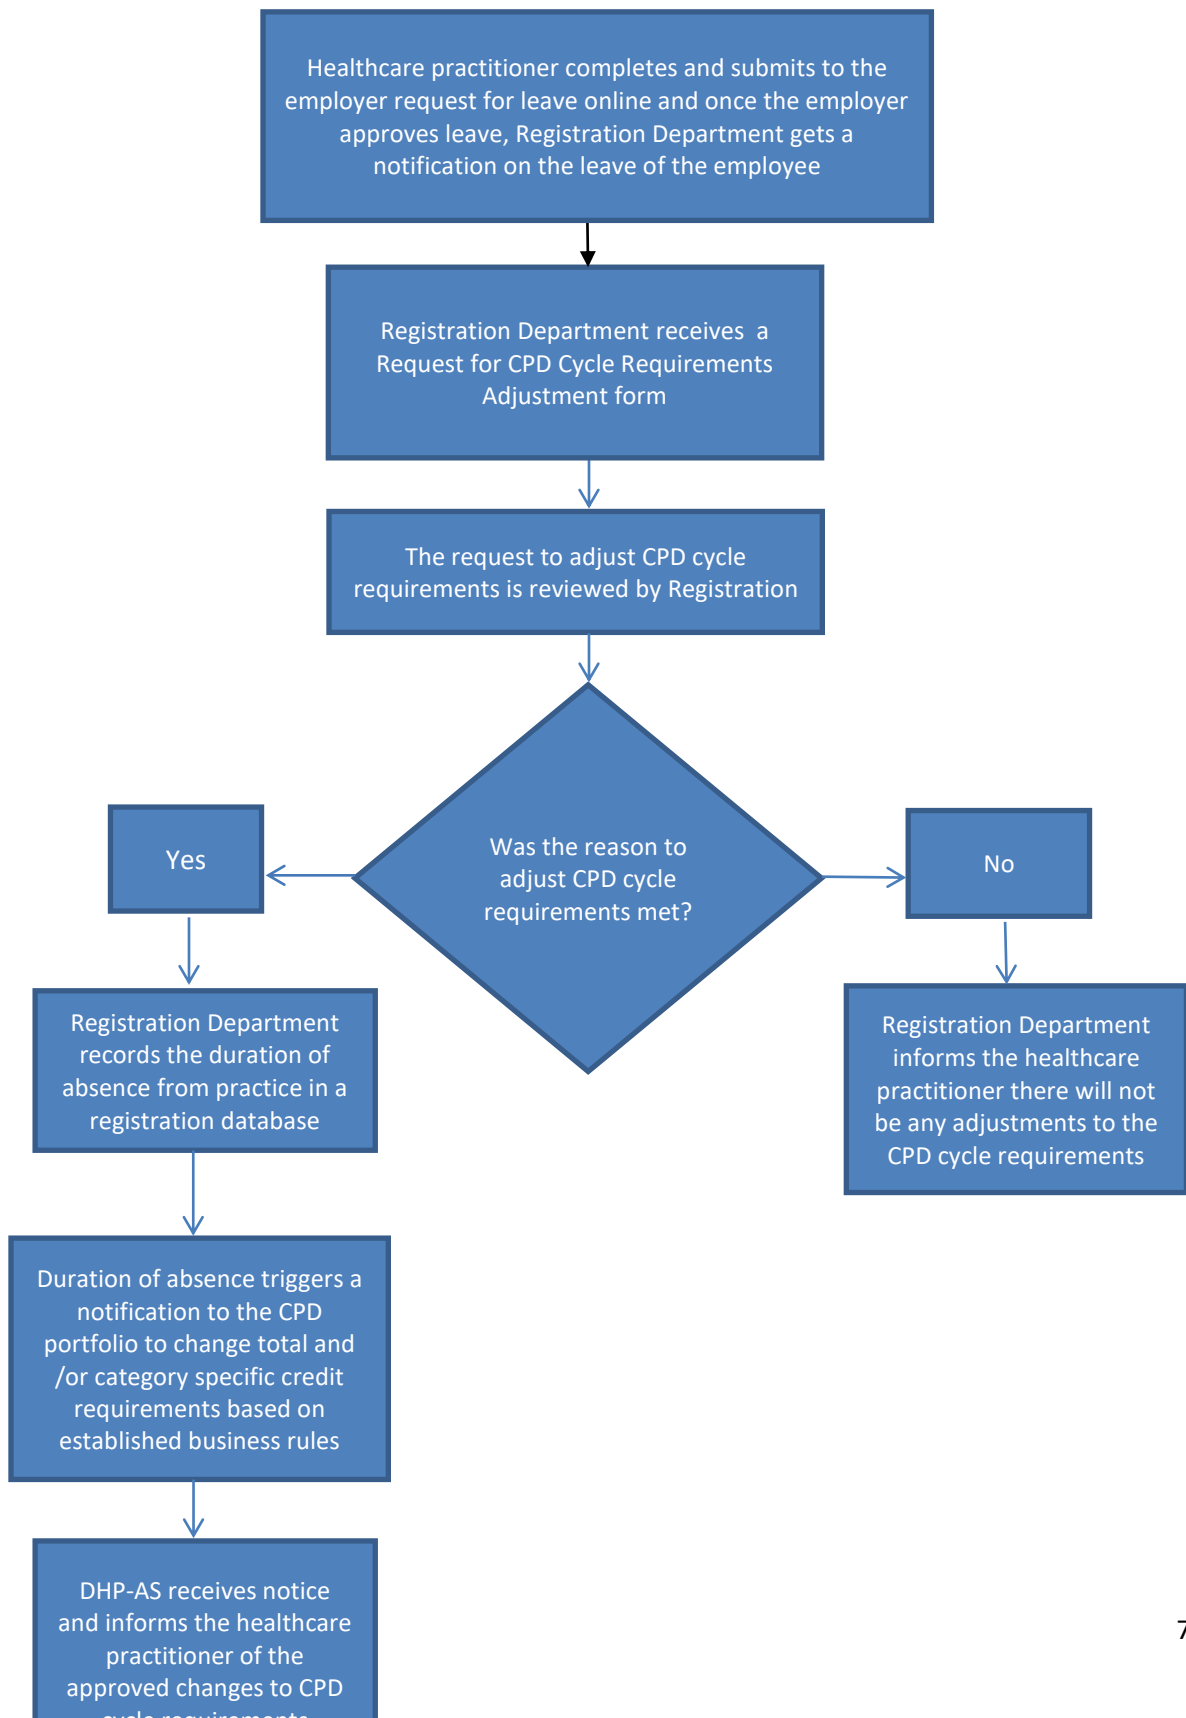 Healthcare practitioner completes and submits to the
employer request for leave online and once the employer
approves leave, Registration Department gets a
notification on the leave of the employee
Registration Department receives  a
Request for CPD Cycle Requirements
Adjustment form
The request to adjust CPD cycle
requirements is reviewed by Registration
Was the reason to
adjust CPD cycle
requirements met?
Yes
No
Registration Department
records the duration of
absence from practice in a
registration database
Registration Department
informs the healthcare
practitioner there will not
be any adjustments to the
CPD cycle requirements
Duration of absence triggers a
notification to the CPD
portfolio to change total and
/or category specific credit
requirements based on
established business rules
DHP-AS receives notice
and informs the healthcare
practitioner of the
approved changes to CPD
cycle requirements
7